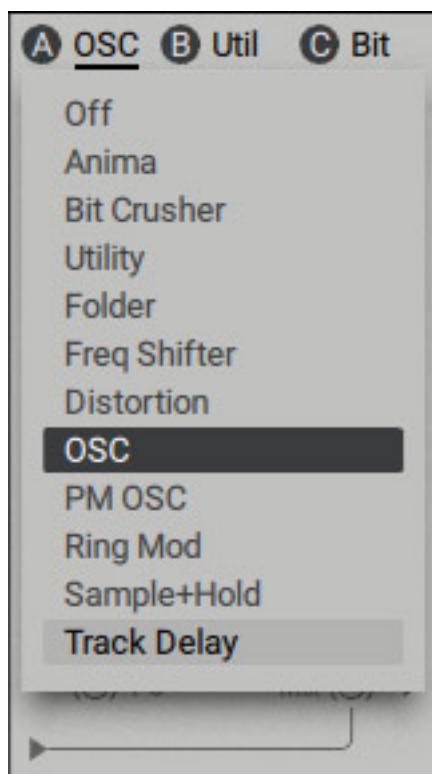 A OSC B Util C Bit
Off
Anima
Bit Crusher
Utility
Folder
Freq Shifter
Distortion
OSC
PM OSC
Ring Mod
Sample+Hold
Track Delay